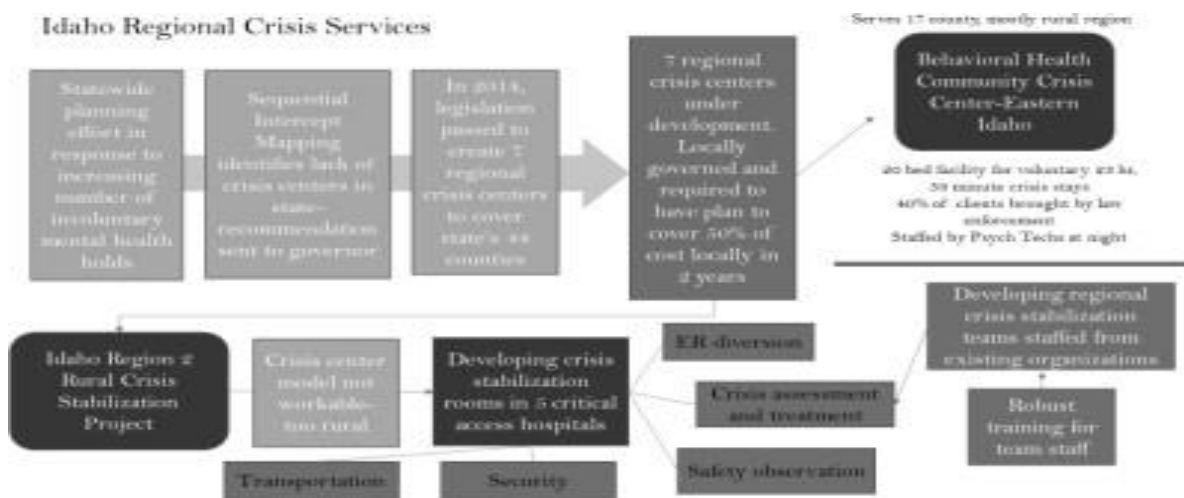 Idaho Regional Crisis Services
Statewide
planning
effort in
response to
increasing
number of
involuntary
mental health
holds
Sequential
Intercept
Mapping
identifies lack of
crisis centers in
state-
recommendation
sent to governor
In 2014,
legislation
passed to
create 7
regional
crisis centers
to cover
state's 44
counties
7 regional
crisis centers
under
development.
Locally
governed and
required to
have plan to
cover 50% of
cost locally in
2 years
Serves 17 county, mostly rural region
Behavioral Health
Community Crisis
Center-Eastern
Idaho
20 bed facility for voluntary 23 hr,
59 minute crisis stays
40% of clients brought by law
enforcement
Staffed by Psych Techs at night
Idaho Region 2
Rural Crisis
Stabilization
Project
Crisis center
model not
workable-
too rural
Developing crisis
stabilization
rooms in 5 critical
access hospitals
ER diversion
Crisis assessment
and treatment
Safety observation
Transportation
Security
Developing regional
crisis stabilization
teams staffed from
existing organizations.
Robust
training for
team staff